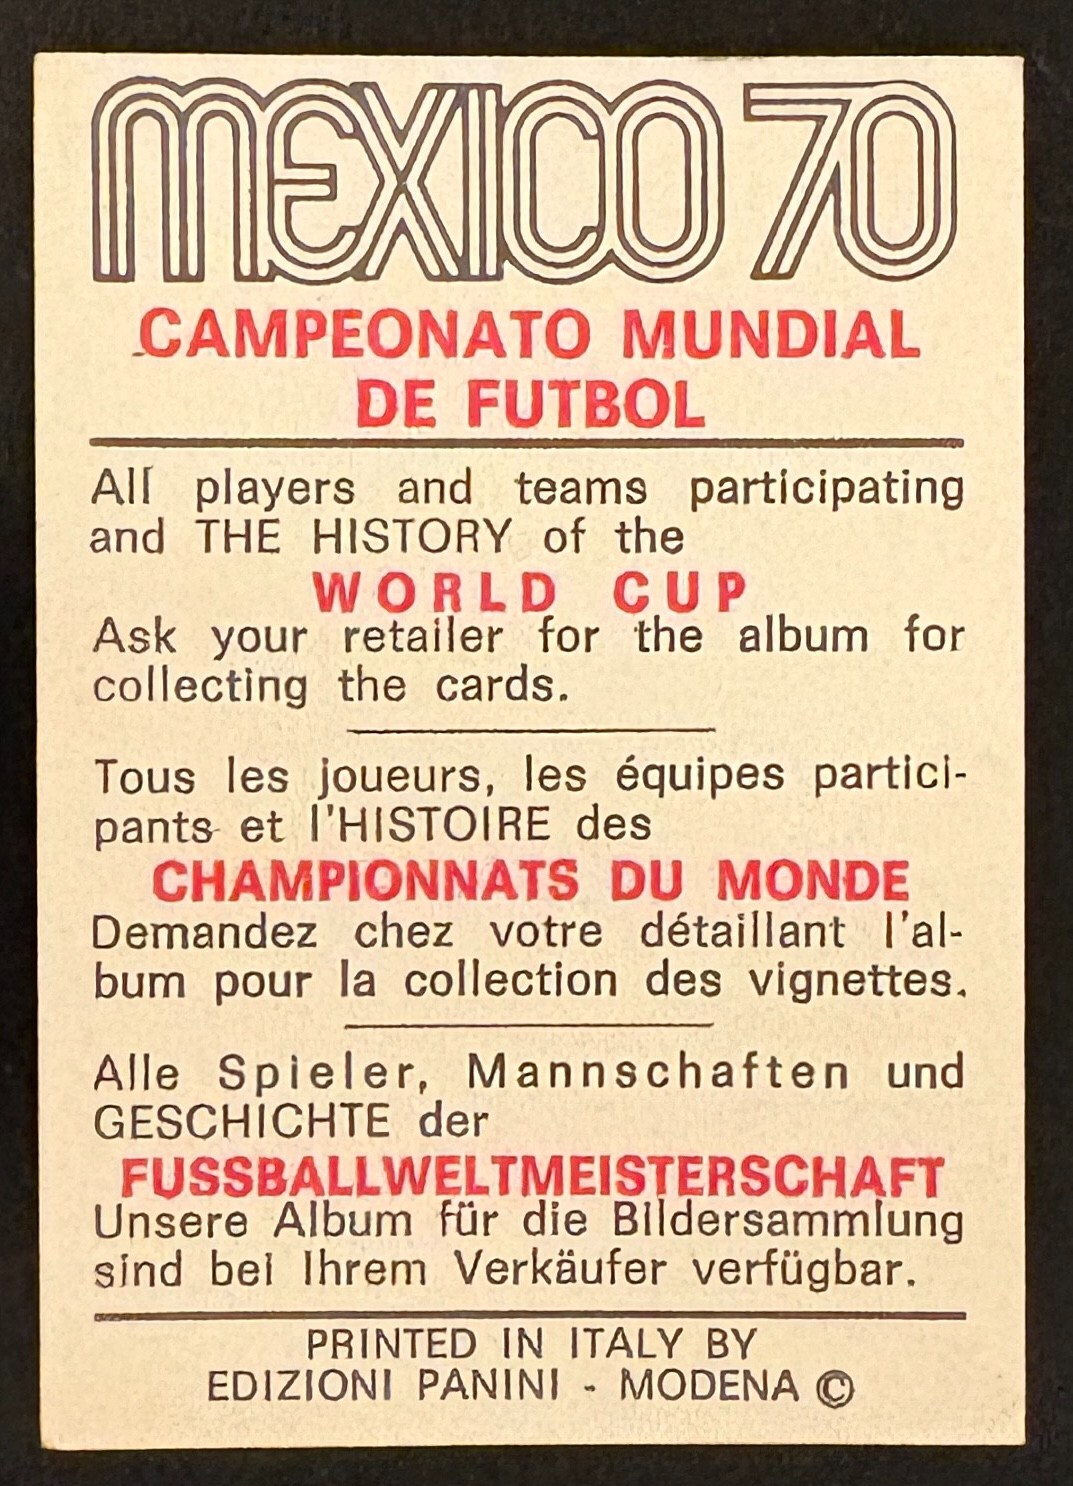 MEXICO 70
CAMPEONATO MUNDIAL
DE FUTBOL
All players and teams participating
and THE HISTORY of the
WORLD CUP
Ask your retailer for the album for
collecting the cards.
Tous les joueurs, les équipes partici-
pants et l'HISTOIRE des
CHAMPIONNATS DU MONDE
Demandez chez votre détaillant l'al-
bum pour la collection des vignettes.
Alle Spieler, Mannschaften und
GESCHICHTE der
FUSSBALLWELTMEISTERSCHAFT
Unsere Album für die Bildersammlung
sind bei Ihrem Verkäufer verfügbar.
PRINTED IN ITALY BY
EDIZIONI PANINI - MODENA ©